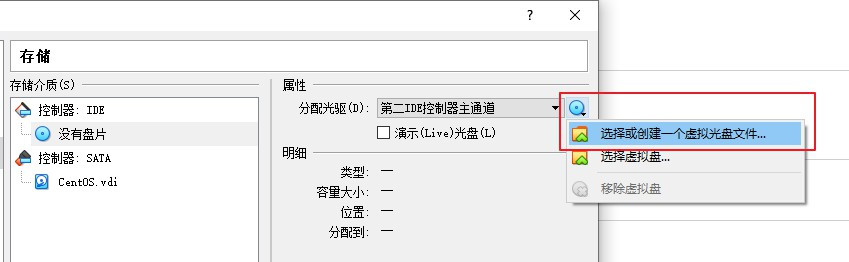 ?
存储
存储介质(S)
控制器: IDE
没有盘片
控制器: SATA
CentOS.vdi
属性
分配光驱(D):
第二IDE控制器主通道
演示(Live)光盘(L)
明细
类型: —
容量大小: —
位置: —
分配到: —
选择或创建一个虚拟光盘文件...
选择虚拟盘...
移除虚拟盘